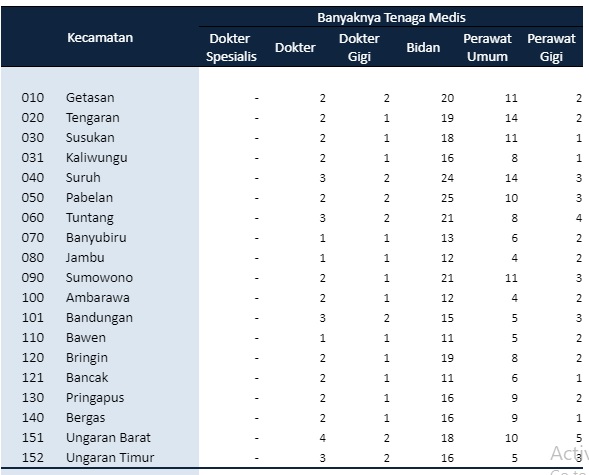 Banyaknya Tenaga Medis
Kecamatan Dokter Spesialis Dokter Dokter Gigi Bidan Perawat Umum Perawat Gigi
010 Getasan - 2 2 20 11 2
020 Tengaran - 2 1 19 14 2
030 Susukan - 2 1 18 11 1
031 Kaliwungu - 2 1 16 8 1
040 Suruh - 3 2 24 14 3
050 Pabelan - 2 2 25 10 3
060 Tuntang - 3 2 21 8 4
070 Banyubiru - 1 1 13 6 2
080 Jambu - 1 1 12 4 2
090 Sumowono - 2 1 21 11 3
100 Ambarawa - 2 1 12 4 2
101 Bandungan - 3 2 15 5 3
110 Bawen - 1 1 11 5 2
120 Bringin - 2 1 19 8 2
121 Bancak - 2 1 11 6 1
130 Pringapus - 2 1 16 9 2
140 Bergas - 2 1 16 9 1
151 Ungaran Barat - 4 2 18 10 5
152 Ungaran Timur - 3 2 16 5 3